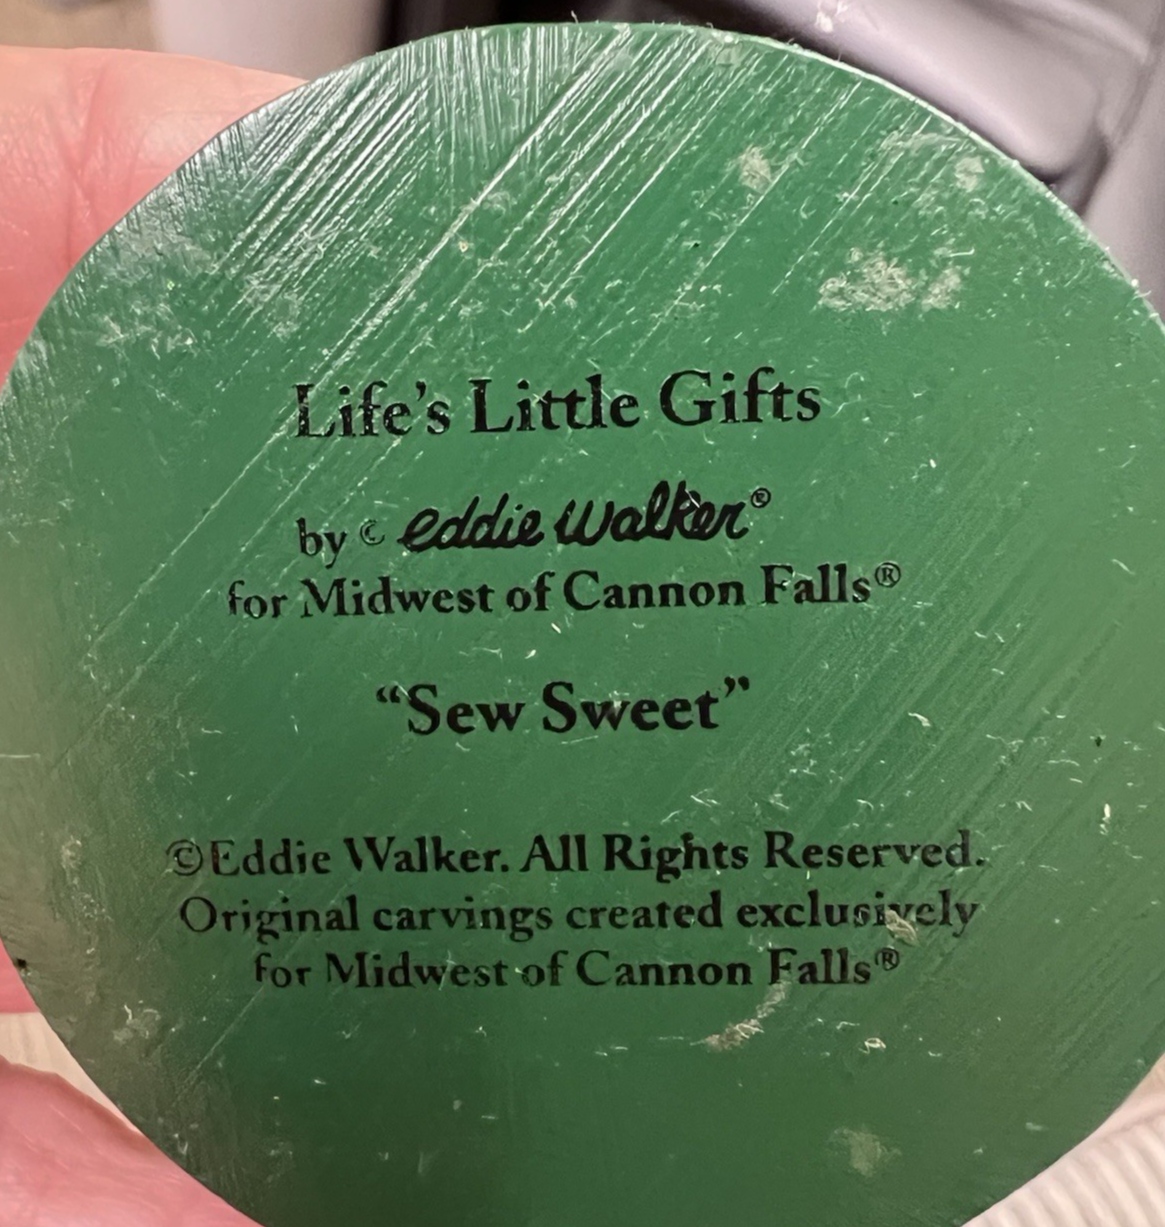 Life's Little Gifts
by © eddie walker®
for Midwest of Cannon Falls®
“Sew Sweet”
©Eddie Walker. All Rights Reserved.
Original carvings created exclusively
for Midwest of Cannon Falls®